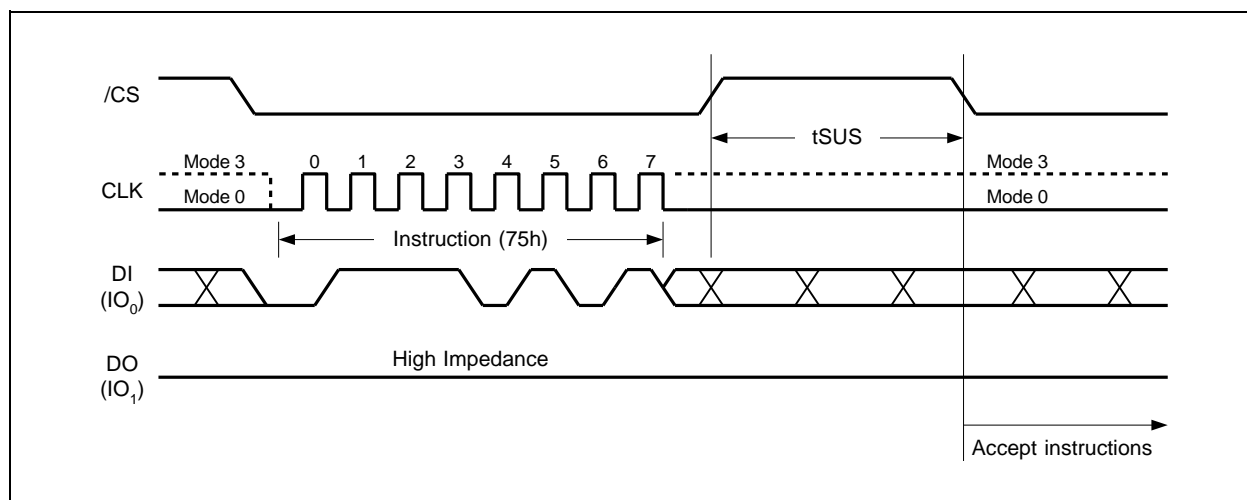 /CS
tSUS
Mode 3
0 1 2 3 4 5 6 7
Mode 3
CLK
Mode 0
Mode 0
Instruction (75h)
DI
(IO0)
High Impedance
DO
(IO1)
Accept instructions